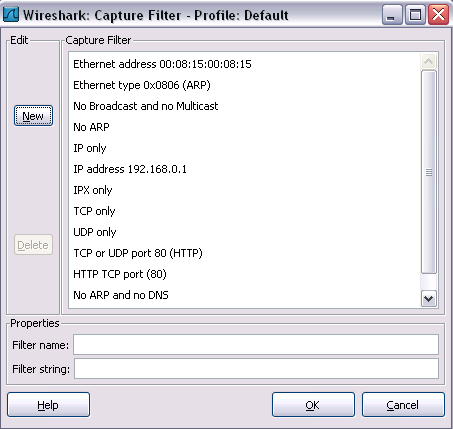 Wireshark: Capture Filter - Profile: Default
Edit
Capture Filter
New
Delete
Ethernet address 00:08:15:00:08:15
Ethernet type 0x0806 (ARP)
No Broadcast and no Multicast
No ARP
IP only
IP address 192.168.0.1
IPX only
TCP only
UDP only
TCP or UDP port 80 (HTTP)
HTTP TCP port (80)
No ARP and no DNS
Properties
Filter name:
Filter string:
Help
OK
Cancel